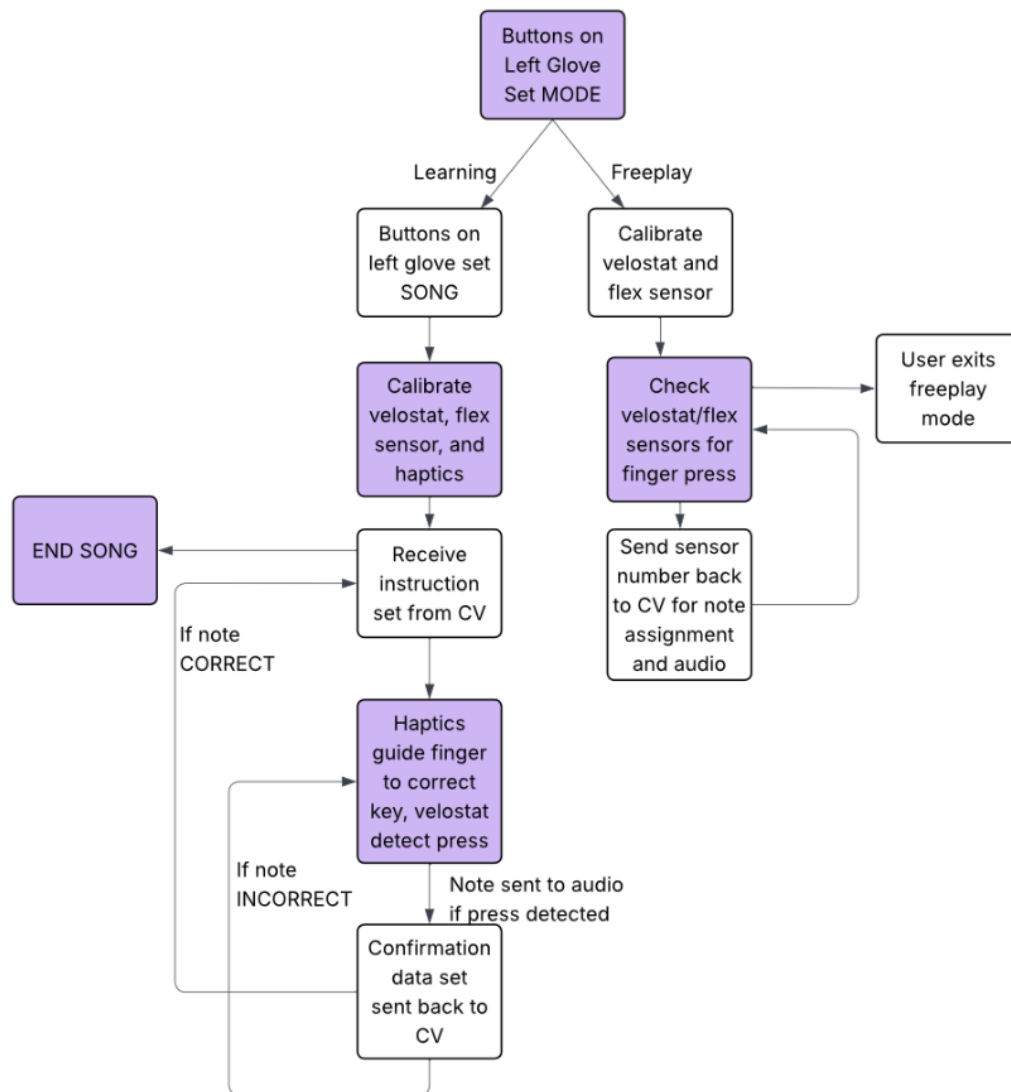 Buttons on
Left Glove
Set MODE
Learning
Freeplay
Buttons on
left glove set
SONG
Calibrate
velostat and
flex sensor
Calibrate
velostat, flex
sensor, and
haptics
Check
velostat/flex
sensors for
finger press
User exits
freeplay
mode
END SONG
Receive
instruction
set from CV
Send sensor
number back
to CV for note
assignment
and audio
If note
CORRECT
Haptics
guide finger
to correct
key, velostat
detect press
If note
INCORRECT
Note sent to audio
if press detected
Confirmation
data set
sent back to
CV